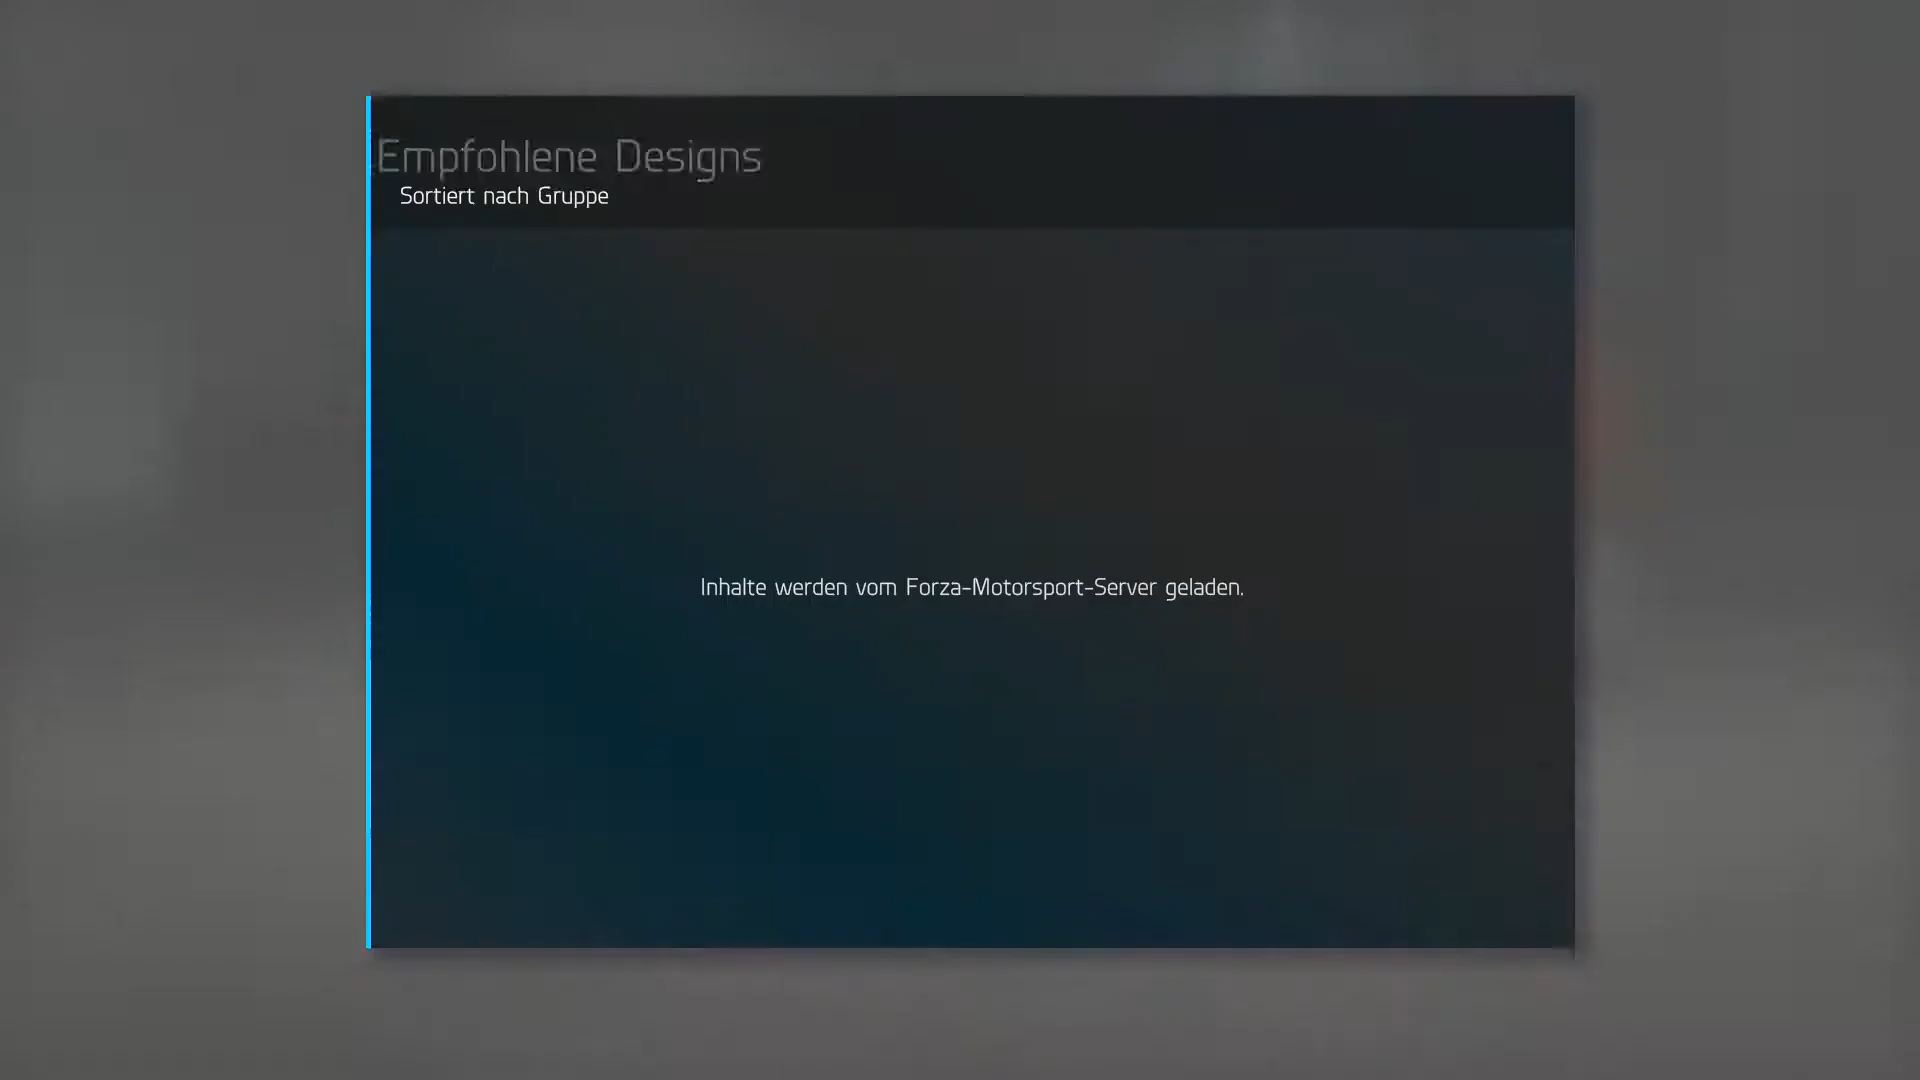 Empfohlene Designs
Sortiert nach Gruppe
Inhalte werden vom Forza-Motorsport-Server geladen.